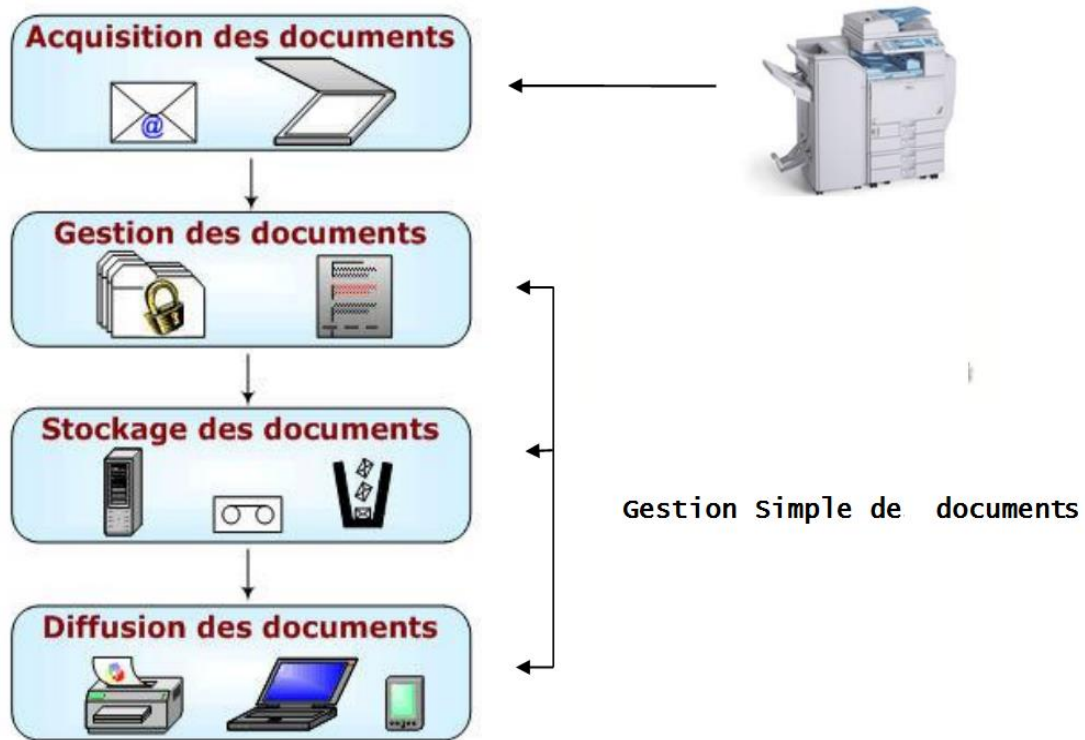 Acquisition des documents
@
Gestion des documents
Stockage des documents
Gestion Simple de documents
Diffusion des documents